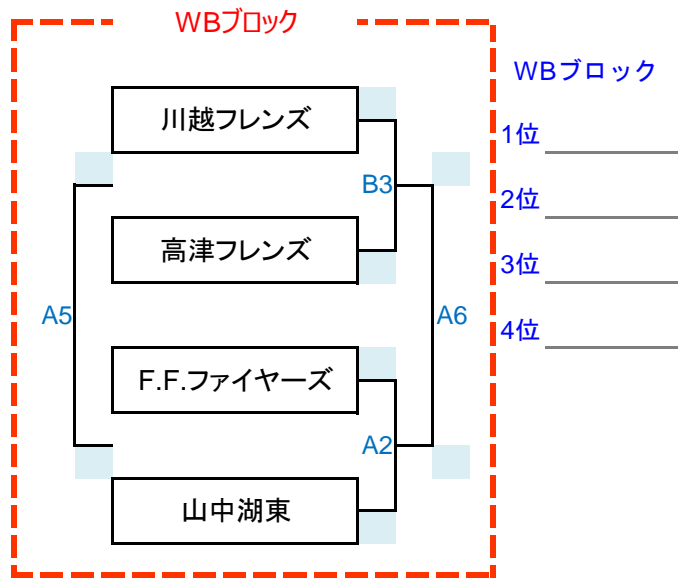 WBブロック
川越フレンズ
B3
高津フレンズ
A5
A6
F.F.ファイヤーズ
A2
山中湖東
WBブロック
1位
2位
3位
4位